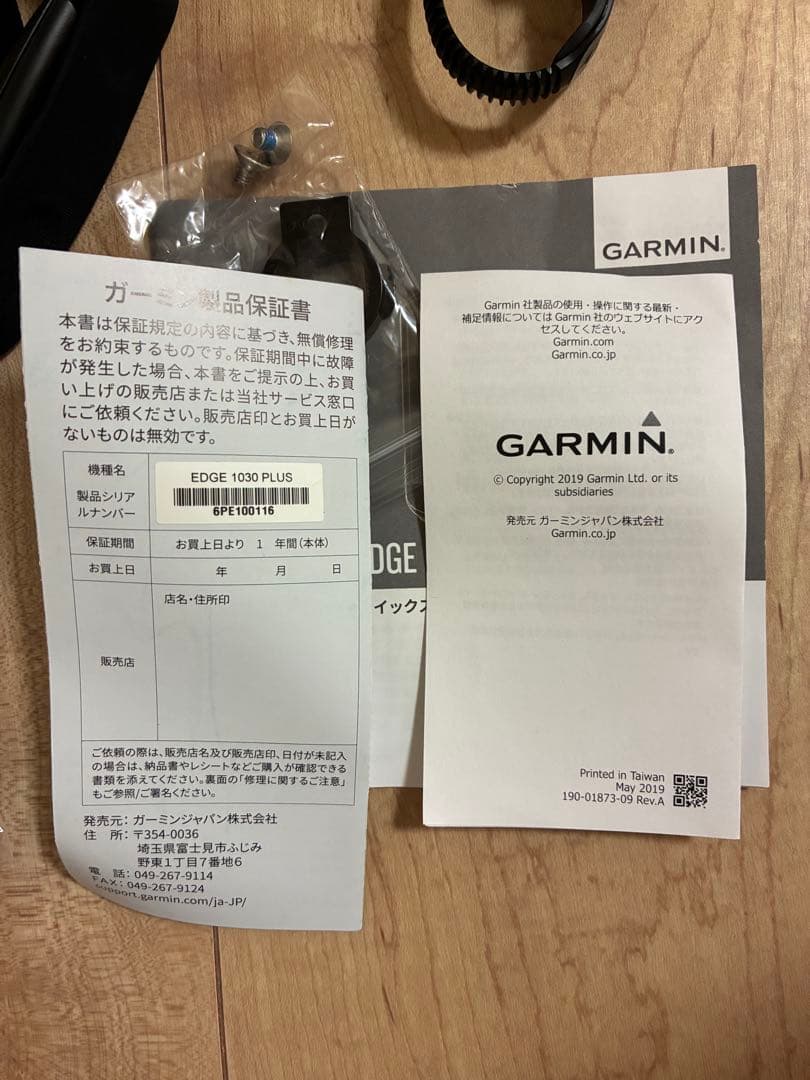 GARMIN.
ガーミン製品保証書
本書は保証規定の内容に基づき、無償修理
をお約束するものです。保証期間中に故障
が発生した場合、本書をご提示の上、お買
い上げの販売店または当社サービス窓口
にご依頼ください。販売店印とお買上日が
ないものは無効です。
機種名
製品シリア
ルナンバー
EDGE 1030 PLUS
6PE100116
保証期間
お買上日より 1 年間(本体)
お買上日
年 月 日
販売店
店名・住所印
ご依頼の際は、販売店名及び販売店印、日付が未記入
の場合は、納品書やレシートなどご購入が確認できる
書類を添えてください。裏面の「修理に関するご注意」
もご参照/ご署名ください。
発売元:ガーミンジャパン株式会社
住 所:〒354-0036
埼玉県富士見市ふじみ
野東1丁目7番地6
電 話:049-267-9114
FAX:049-267-9124
support.garmin.com/ja-JP/
DGE
イックス
Garmin 社製品の使用・操作に関する最新・
補足情報については Garmin 社のウェブサイトにアク
セスしてください。
Garmin.com
Garmin.co.jp
GARMIN.
© Copyright 2019 Garmin Ltd. or its
subsidiaries
発売元 ガーミンジャパン株式会社
Garmin.co.jp
Printed in Taiwan
May 2019
190-01873-09 Rev.A